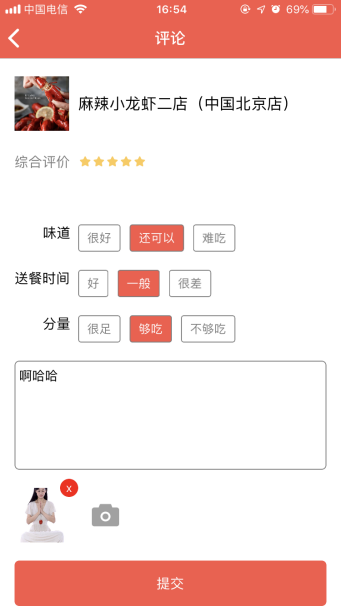 中国电信 16:54 69%
评论
麻辣小龙虾二店（中国北京店）
综合评价
味道 很好 还可以 难吃
送餐时间 好 一般 很差
分量 很足 够吃 不够吃
啊哈哈
x
提交